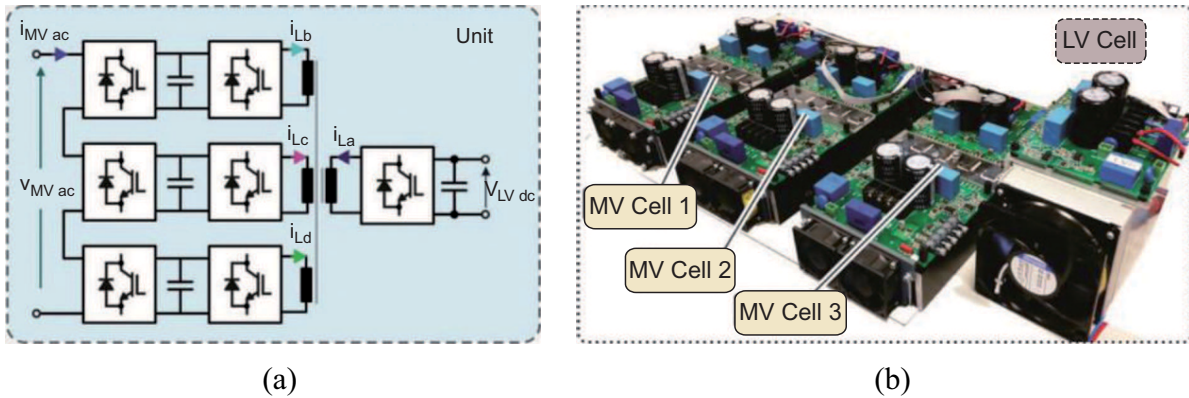 i_MV ac
i_Lb
Unit
i_Lc
i_La
v_MV ac
V_LV dc
i_Ld
LV Cell
MV Cell 1
MV Cell 2
MV Cell 3
(a)
(b)